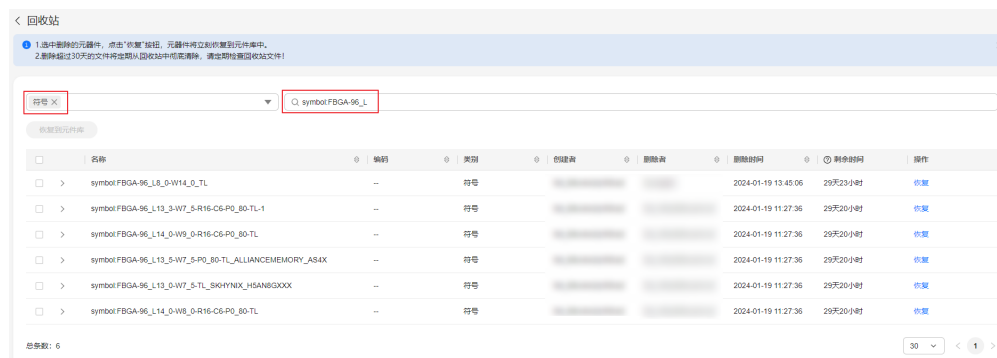 回收站
1.选中删除的元器件，点击"恢复"按钮，元器件将立刻恢复到元件库中。
2.删除超过30天的文件将定期从回收站中彻底清除，请定期检查回收站文件！
符号 symbol:FBGA-96_L
恢复到元件库
名称 编码 类别 创建者 删除者 删除时间 剩余时间 操作
symbol:FBGA-96_L8_0-W14_0_TL -- 符号 2024-01-19 13:45:06 29天23小时 恢复
symbol:FBGA-96_L13_3-W7_5-R16-C6-P0_80-TL-1 -- 符号 2024-01-19 11:27:36 29天20小时 恢复
symbol:FBGA-96_L14_0-W9_0-R16-C6-P0_80-TL -- 符号 2024-01-19 11:27:36 29天20小时 恢复
symbol:FBGA-96_L13_5-W7_5-P0_80-TL_ALLIANCEMEMORY_AS4X -- 符号 2024-01-19 11:27:36 29天20小时 恢复
symbol:FBGA-96_L13_0-W7_5-TL_SKHYNIX_H5AN8GXXX -- 符号 2024-01-19 11:27:36 29天20小时 恢复
symbol:FBGA-96_L14_0-W8_0-R16-C6-P0_80-TL -- 符号 2024-01-19 11:27:36 29天20小时 恢复
总条数：6 30 1